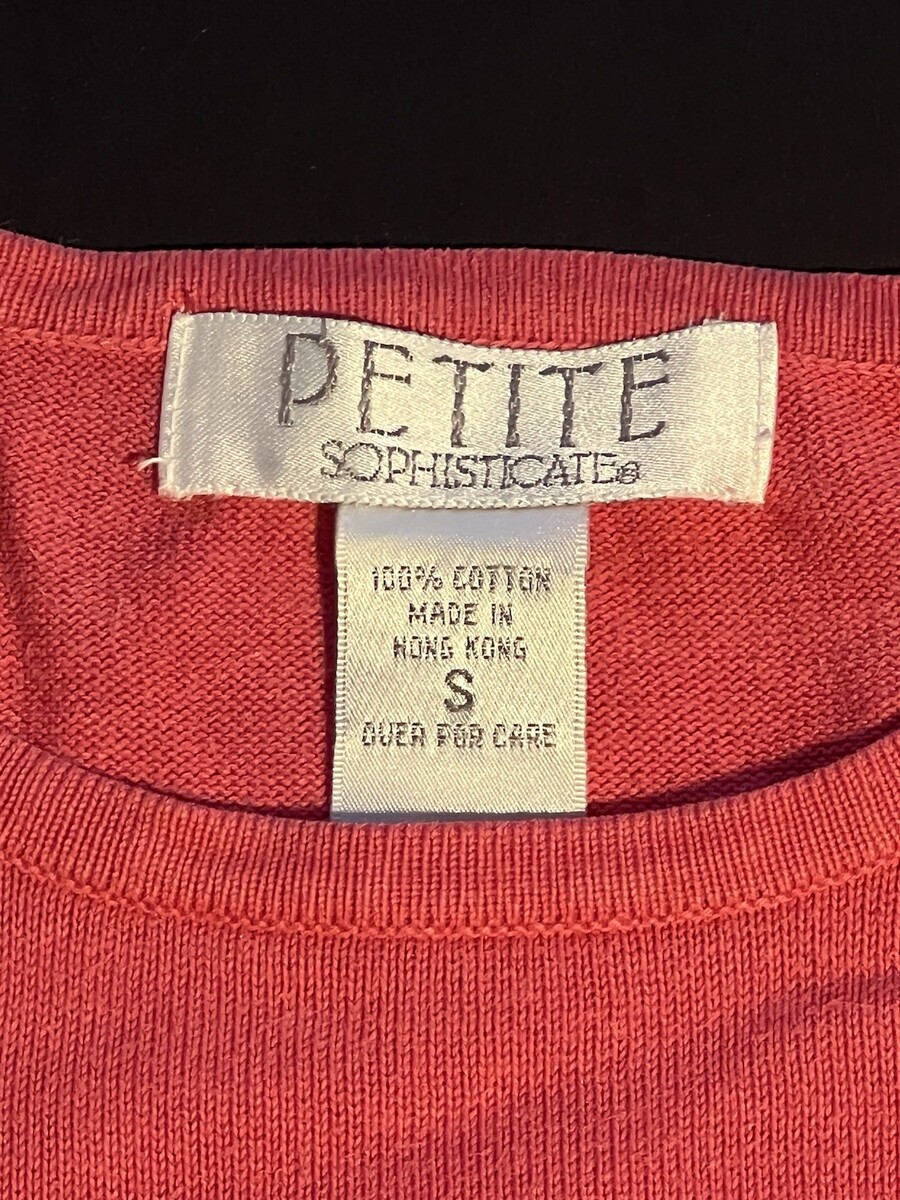 PETITE
SOPHISTICATE®
100% COTTON
MADE IN
HONG KONG
S
OVER FOR CARE